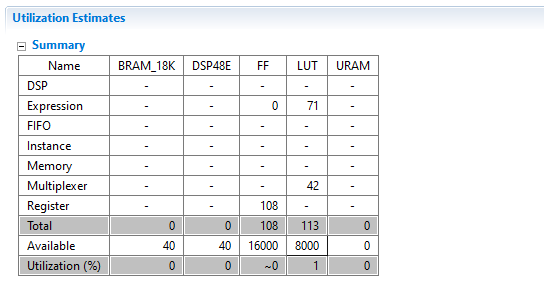 Utilization Estimates
Summary
Name BRAM_18K DSP48E FF LUT URAM
DSP - - - - -
Expression - - 0 71 -
FIFO - - - - -
Instance - - - - -
Memory - - - - -
Multiplexer - - - 42 -
Register - - 108 - -
Total 0 0 108 113 0
Available 40 40 16000 8000 0
Utilization (%) 0 0 ~0 1 0